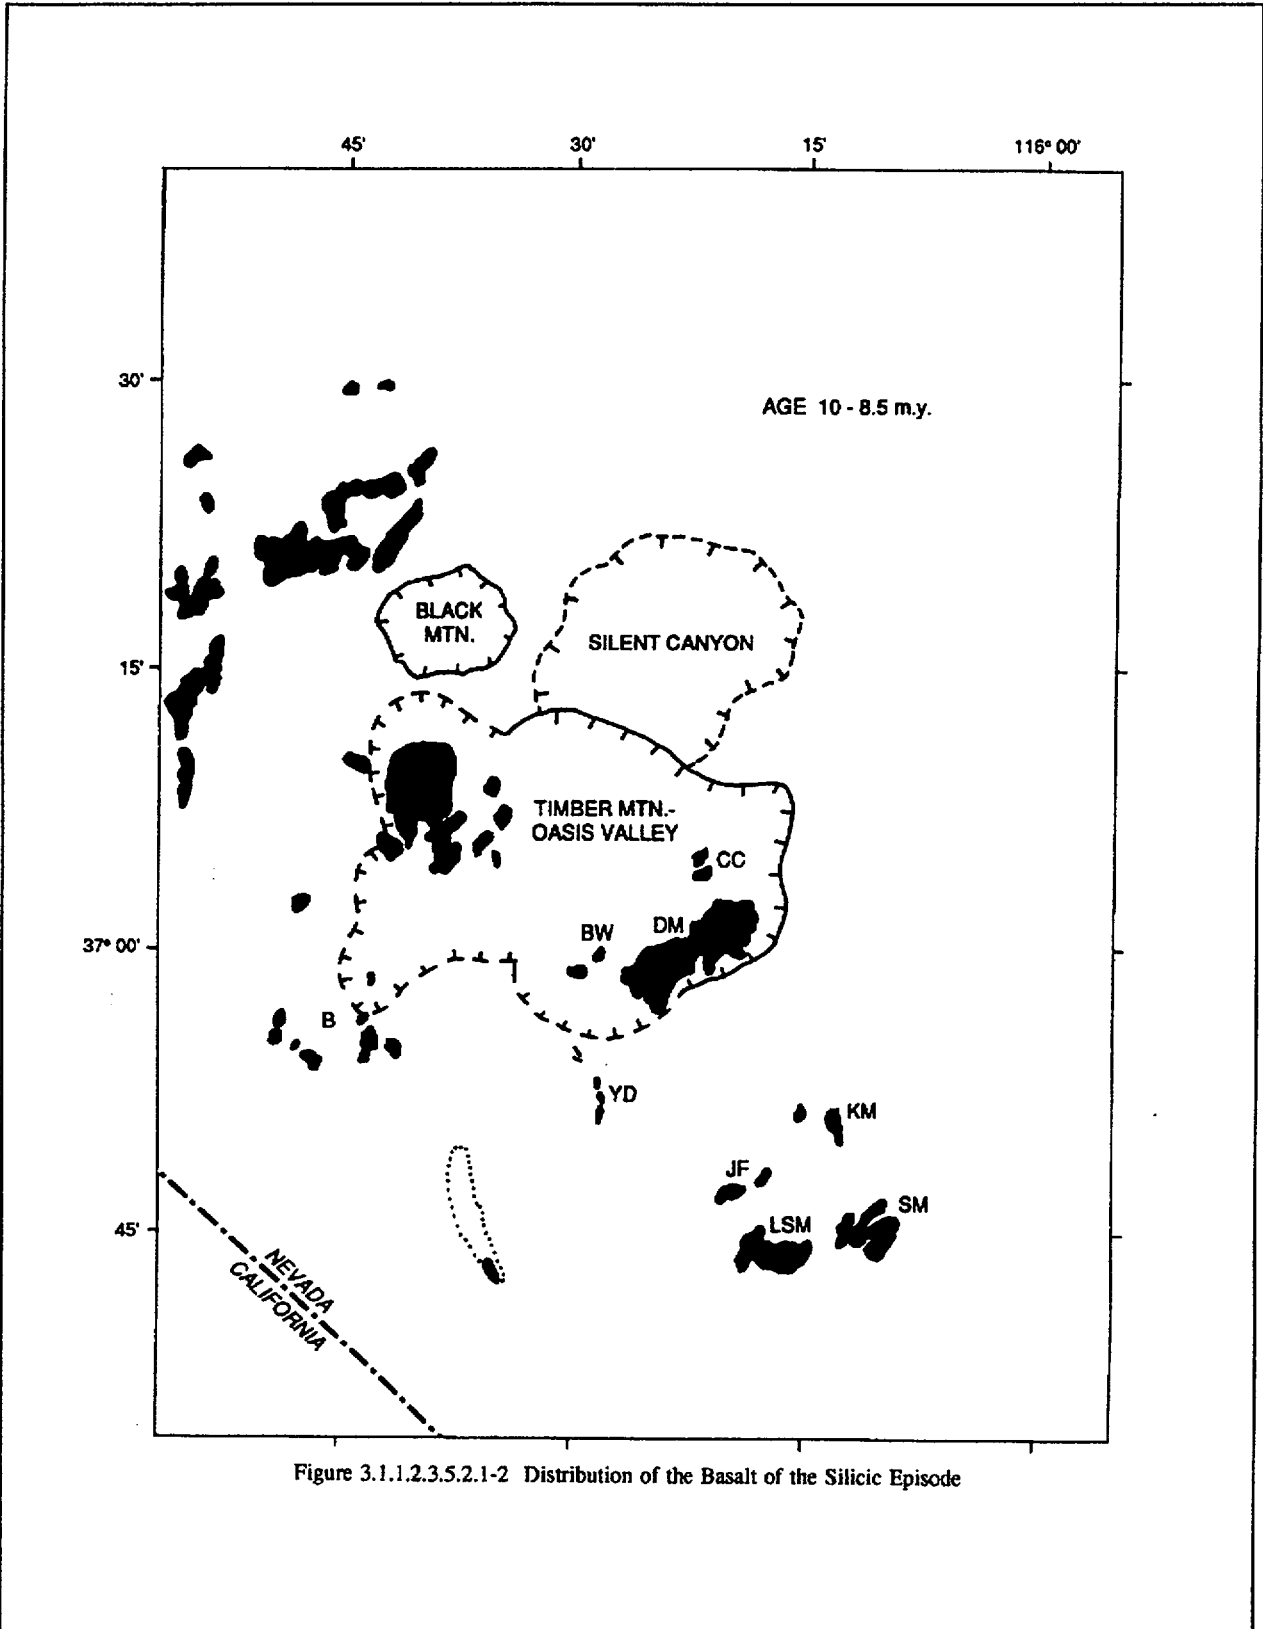 45' 30' 15' 116° 00'
30'
AGE 10 - 8.5 m.y.
BLACK
MTN.
SILENT CANYON
15'
TIMBER MTN.-
OASIS VALLEY
CC
DM
BW
37° 00'
B
YD
KM
JF
SM
LSM
45'
NEVADA
CALIFORNIA
Figure 3.1.1.2.3.5.2.1-2 Distribution of the Basalt of the Silicic Episode